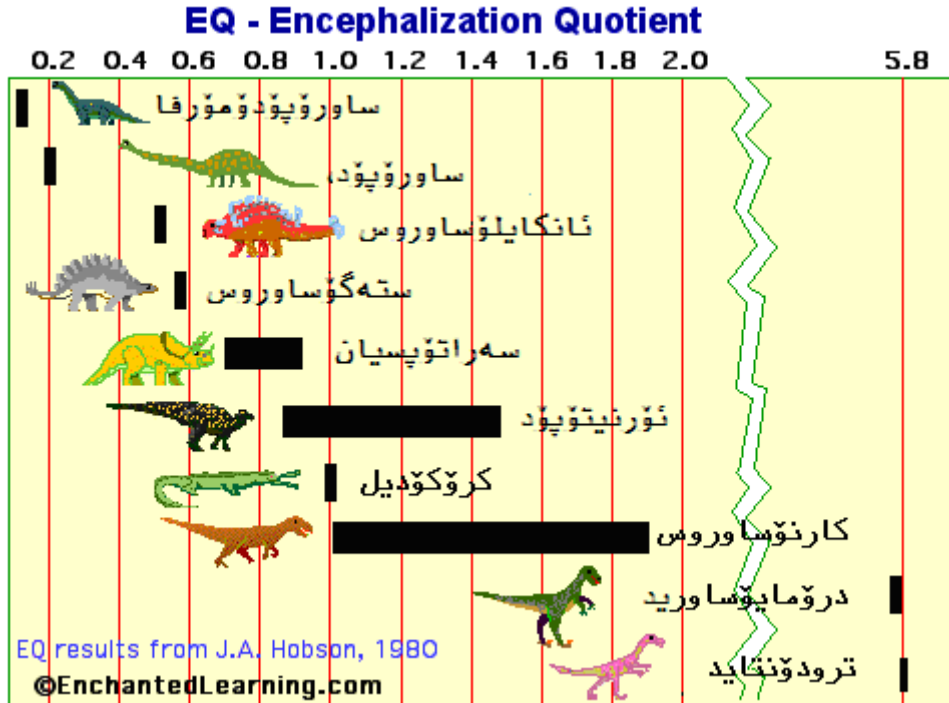 EQ - Encephalization Quotient
0.2 0.4 0.6 0.8 1.0 1.2 1.4 1.6 1.8 2.0 5.8
ساورۆپۆدۆمۆرفا
ساورۆپۆد،
ئانکایلۆساوروس
ستەگۆساوروس
سەراتۆپسیان
ئۆرنیتۆپۆد
کرۆکۆدیل
کارنۆساوروس
درۆمایۆساورید
ترودۆنتاید
EQ results from J.A. Hobson, 1980
©EnchantedLearning.com